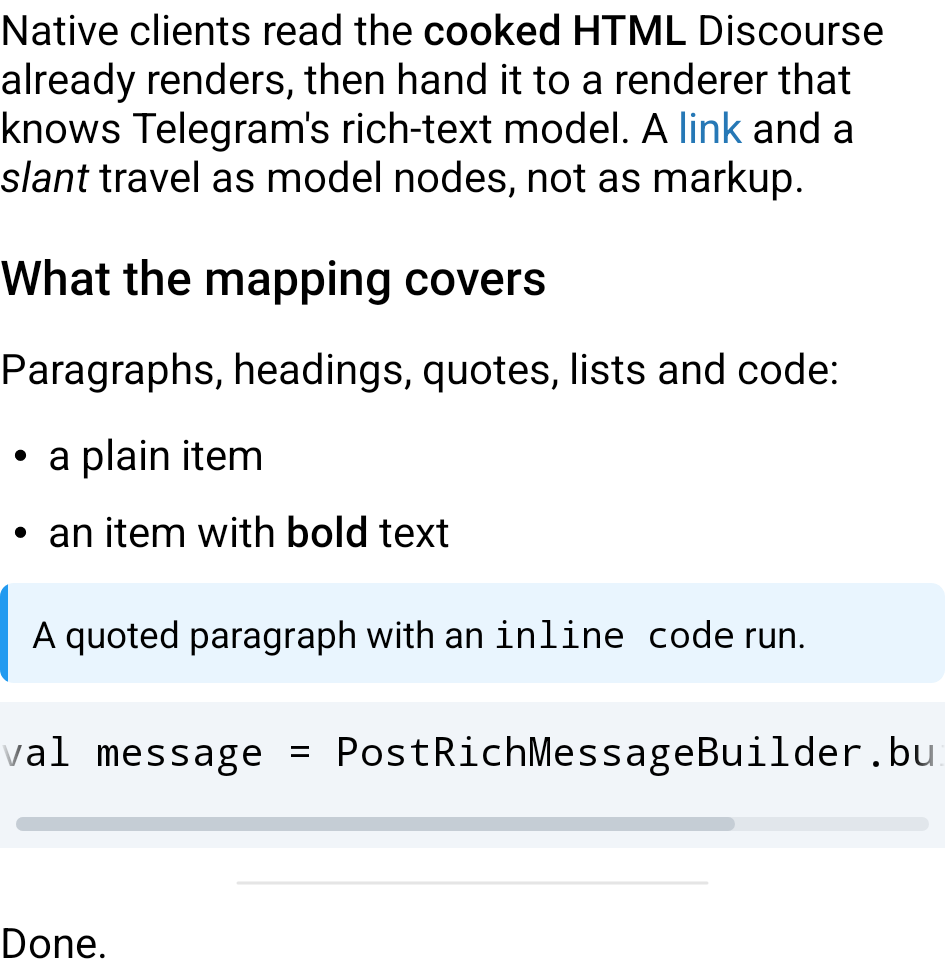 Native clients read the cooked HTML Discourse
already renders, then hand it to a renderer that
knows Telegram's rich-text model. A link and a
slant travel as model nodes, not as markup.
What the mapping covers
Paragraphs, headings, quotes, lists and code:
• a plain item
• an item with bold text
A quoted paragraph with an inline code run.
val message = PostRichMessageBuilder.bu
Done.